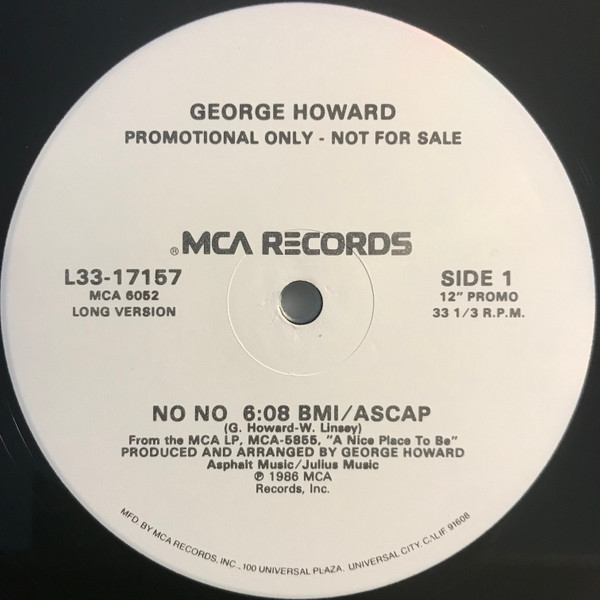 GEORGE HOWARD
PROMOTIONAL ONLY - NOT FOR SALE
® MCA RECORDS
L33-17157
MCA 6052
LONG VERSION
SIDE 1
12" PROMO
33 1/3 R.P.M.
NO NO 6:08 BMI/ASCAP
(G. Howard-W. Linsey)
From the MCA LP, MCA-5855, "A Nice Place To Be"
PRODUCED AND ARRANGED BY GEORGE HOWARD
Asphalt Music/Julius Music
℗ 1986 MCA
Records, Inc.
MFD. BY MCA RECORDS, INC., 100 UNIVERSAL PLAZA, UNIVERSAL CITY, CALIF. 91608